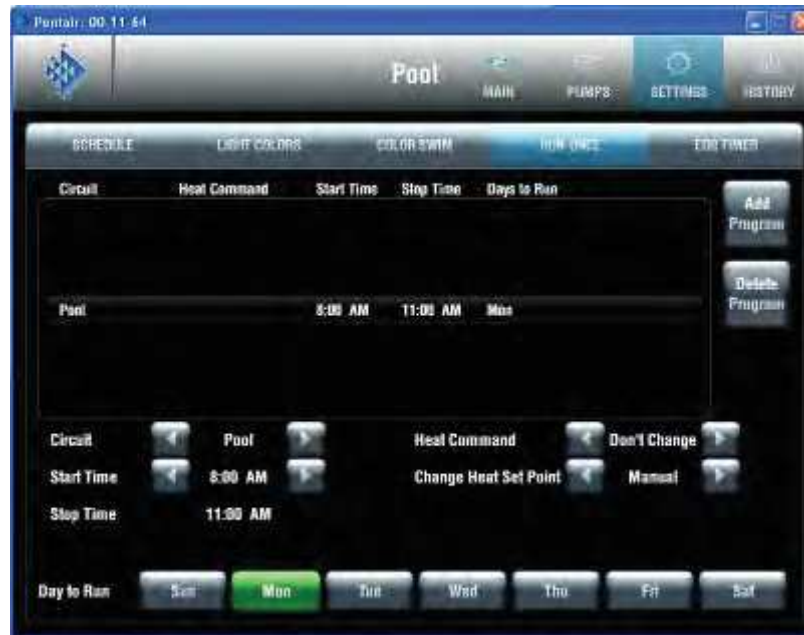 Pentair: 00-11-64
Pool
MAIN PUMPS SETTINGS HISTORY
SCHEDULE LIGHT COLORS COLOR SWIM RUN ONCE EGG TIMER
Circuit Heat Command Start Time Stop Time Days to Run
Add
Program
Delete
Program
Pool 8:00 AM 11:00 AM Mon
Circuit Pool Heat Command Don't Change
Start Time 8:00 AM Change Heat Set Point Manual
Stop Time 11:00 AM
Day to Run Sun Mon Tue Wed Thu Fri Sat